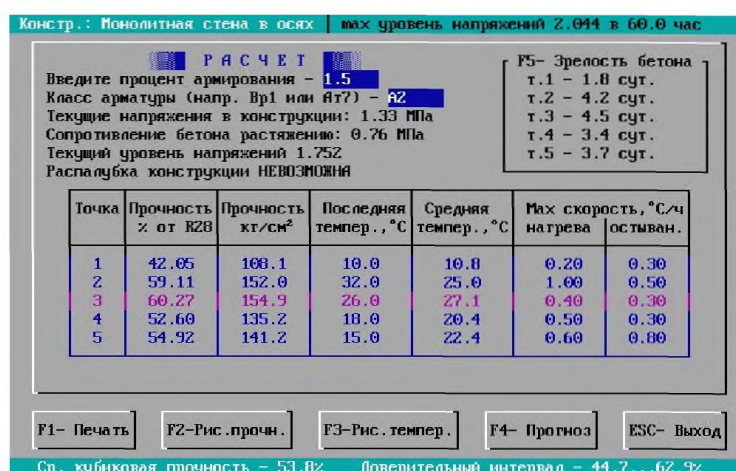 Констр.: Монолитная стена в осях | max уровень напряжений 2.044 в 60.0 час
РАСЧЕТ
Введите процент армирования - 1.5
Класс арматуры (напр. Вр1 или Ат7) - А2
Текущие напряжения в конструкции: 1.33 МПа
Сопротивление бетона растяжению: 0.76 МПа
Текущий уровень напряжений 1.752
Распалубка конструкции НЕВОЗМОЖНА
F5- Зрелость бетона
т.1 - 1.8 сут.
т.2 - 4.2 сут.
т.3 - 4.5 сут.
т.4 - 3.4 сут.
т.5 - 3.7 сут.
Точка Прочность Прочность Последняя Средняя Max скорость,°С/ч
% от R28 кг/см² темпер.,°С темпер.,°С нагрева остыван.
1 42.05 108.1 10.0 10.8 0.20 0.30
2 59.11 152.0 32.0 25.0 1.00 0.50
3 60.27 154.9 26.0 27.1 0.40 0.30
4 52.60 135.2 18.0 20.4 0.50 0.30
5 54.92 141.2 15.0 22.4 0.60 0.80
F1- Печать F2-Рис.прочн. F3-Рис.темпер. F4- Прогноз ESC- Выход
Ср. кубиковая прочность - 53.8% Доверительный интервал - 44.7...62.9%